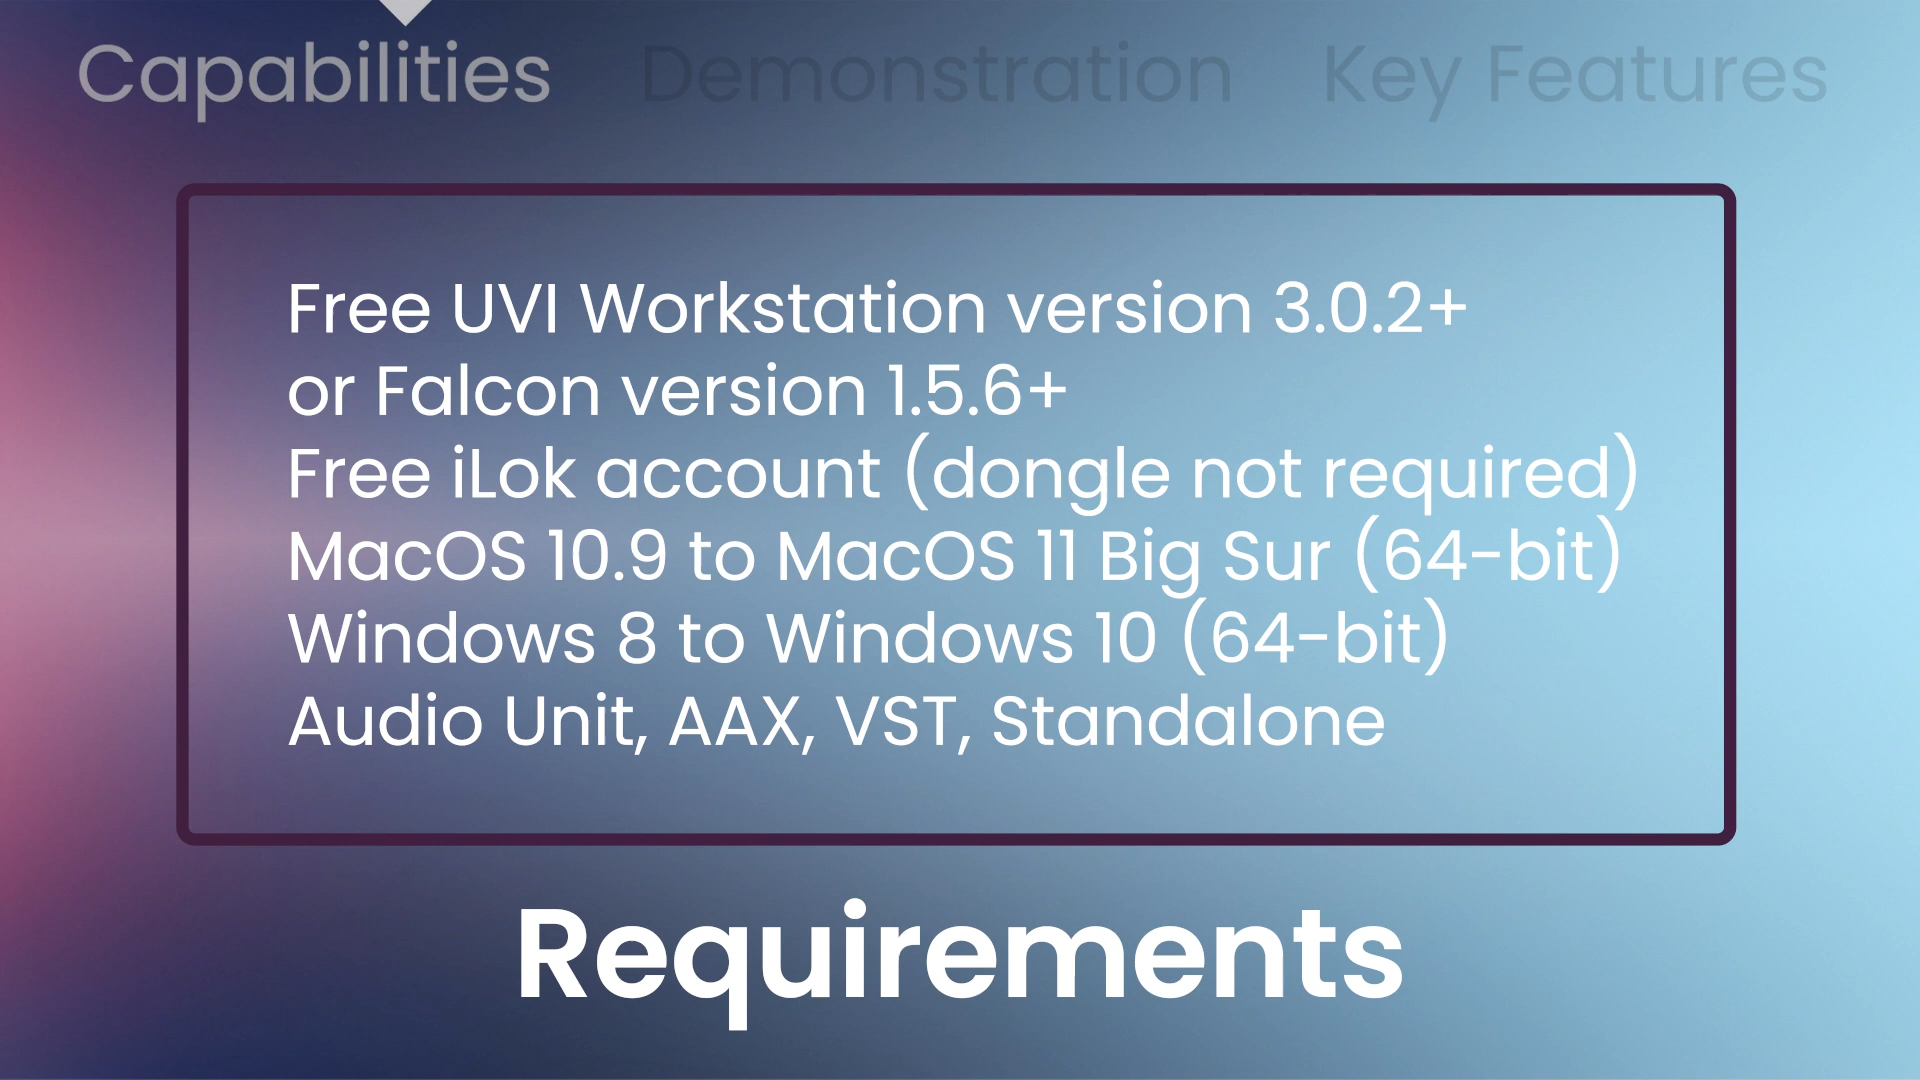 Capabilities Demonstration Key Features
Free UVI Workstation version 3.0.2+
or Falcon version 1.5.6+
Free iLok account (dongle not required)
MacOS 10.9 to MacOS 11 Big Sur (64-bit)
Windows 8 to Windows 10 (64-bit)
Audio Unit, AAX, VST, Standalone
Requirements